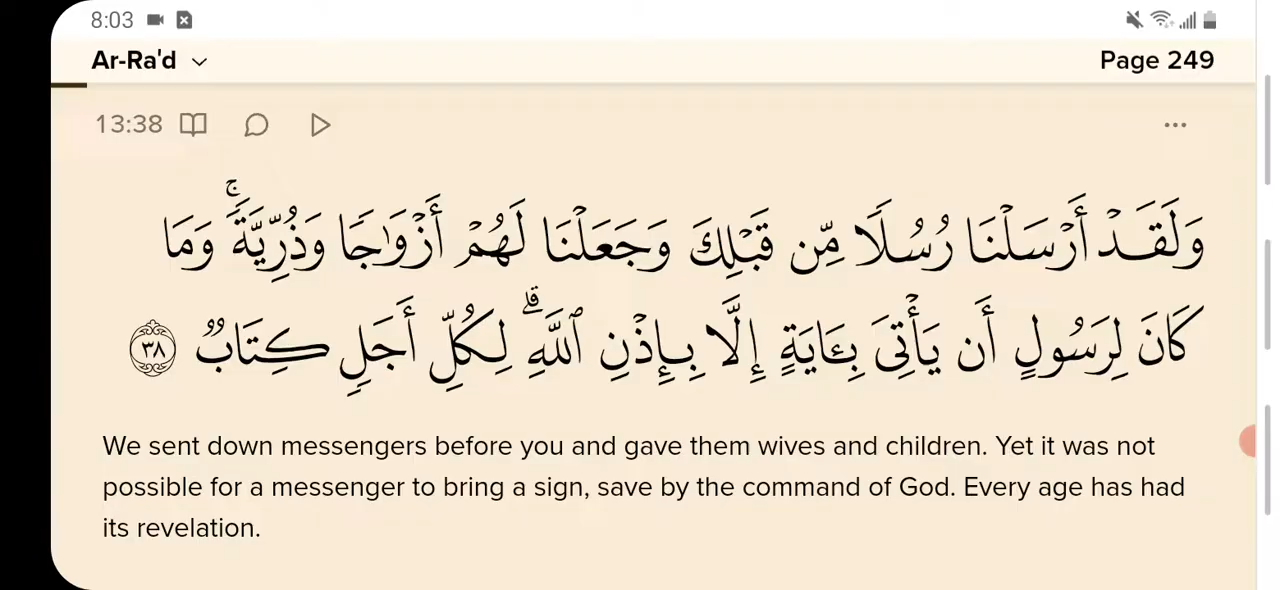 8:03
Ar-Ra'd
Page 249
13:38
وَلَقَدْ أَرْسَلْنَا رُسُلًا مِّن قَبْلِكَ وَجَعَلْنَا لَهُمْ أَزْوَٰجًا وَذُرِّيَّةً ۚ وَمَا
كَانَ لِرَسُولٍ أَن يَأْتِىَ بِـَٔايَةٍ إِلَّا بِإِذْنِ ٱللَّهِ ۗ لِكُلِّ أَجَلٍ كِتَابٌ ٣٨
We sent down messengers before you and gave them wives and children. Yet it was not
possible for a messenger to bring a sign, save by the command of God. Every age has had
its revelation.